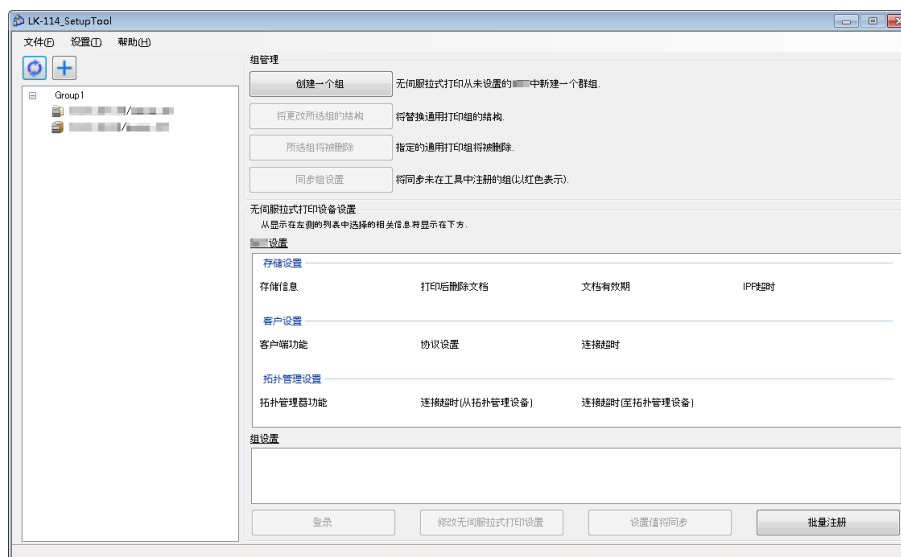 LK-114_SetupTool
文件(F) 设置(T) 帮助(H)
Group1
/
/
组管理
创建一个组 无伺服拉式打印从未设置的 中新建一个群组.
将更改所选组的结构 将替换通用打印组的结构.
所选组将被删除 指定的通用打印组将被删除.
同步组设置 将同步未在工具中注册的组(以红色表示).
无伺服拉式打印设备设置
从显示在左侧的列表中选择的相关信息将显示在下方.
设置
存储设置
存储信息 打印后删除文档 文档有效期 IPP超时
客户设置
客户端功能 协议设置 连接超时
拓扑管理设置
拓扑管理器功能 连接超时(从拓扑管理设备) 连接超时(至拓扑管理设备)
组设置
登录 修改无伺服拉式打印设置 设置值将同步 批量注册